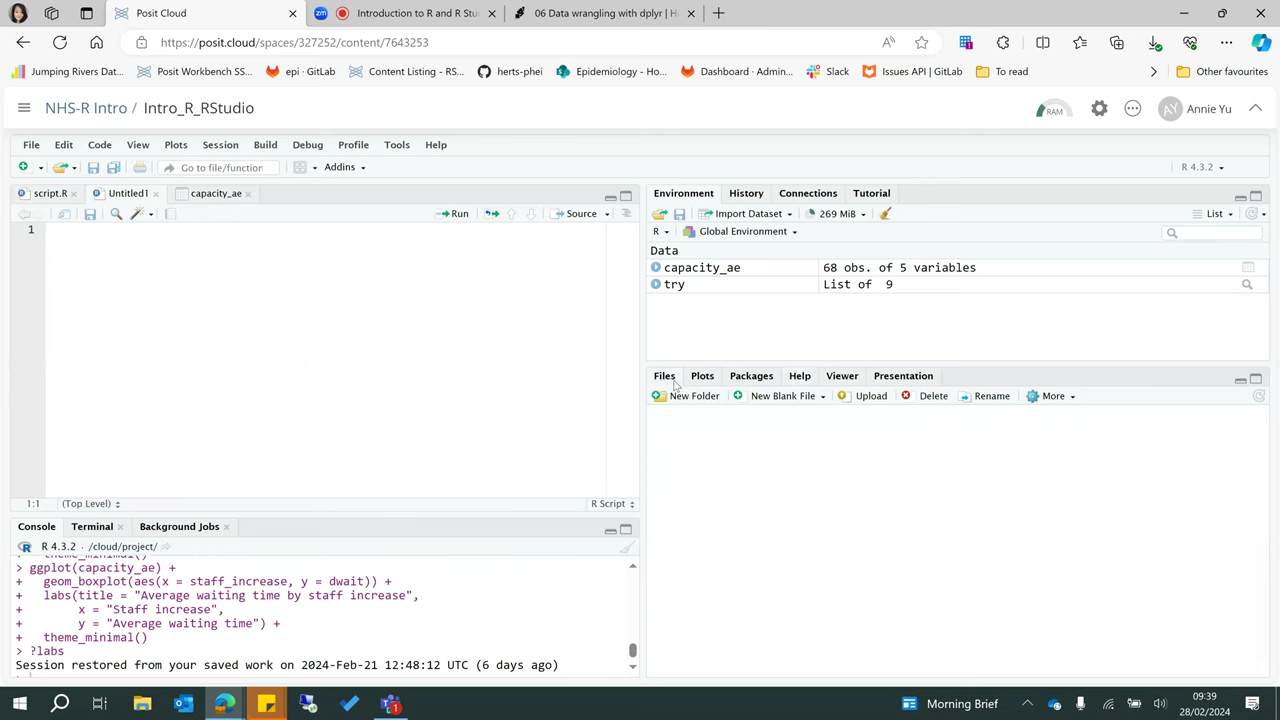 Posit Cloud
Introduction to R and R Stu
06 Data wrangling with dplyr | H
https://posit.cloud/spaces/327252/content/7643253
Jumping Rivers Dat...
Posit Workbench SS...
epi · GitLab
Content Listing - RS...
herts-phei
Epidemiology - Ho...
Dashboard · Admin...
Slack
Issues API | GitLab
To read
Other favourites
NHS-R Intro / Intro_R_RStudio
RAM
AY
Annie Yu
File Edit Code View Plots Session Build Debug Profile Tools Help
Go to file/function
Addins
R 4.3.2
script.R
Untitled1
capacity_ae
Run
Source
1
1:1
(Top Level)
R Script
Console
Terminal
Background Jobs
R 4.3.2 · /cloud/project/
+   theme_minimal()
> ggplot(capacity_ae) +
+   geom_boxplot(aes(x = staff_increase, y = dwait)) +
+   labs(title = "Average waiting time by staff increase",
+        x = "Staff increase",
+        y = "Average waiting time") +
+   theme_minimal()
> ?labs
Session restored from your saved work on 2024-Feb-21 12:48:12 UTC (6 days ago)
Environment
History
Connections
Tutorial
Import Dataset
269 MiB
List
R
Global Environment
Data
capacity_ae
68 obs. of 5 variables
try
List of 9
Files
Plots
Packages
Help
Viewer
Presentation
New Folder
New Blank File
Upload
Delete
Rename
More
zm
1
Morning Brief
09:39
28/02/2024